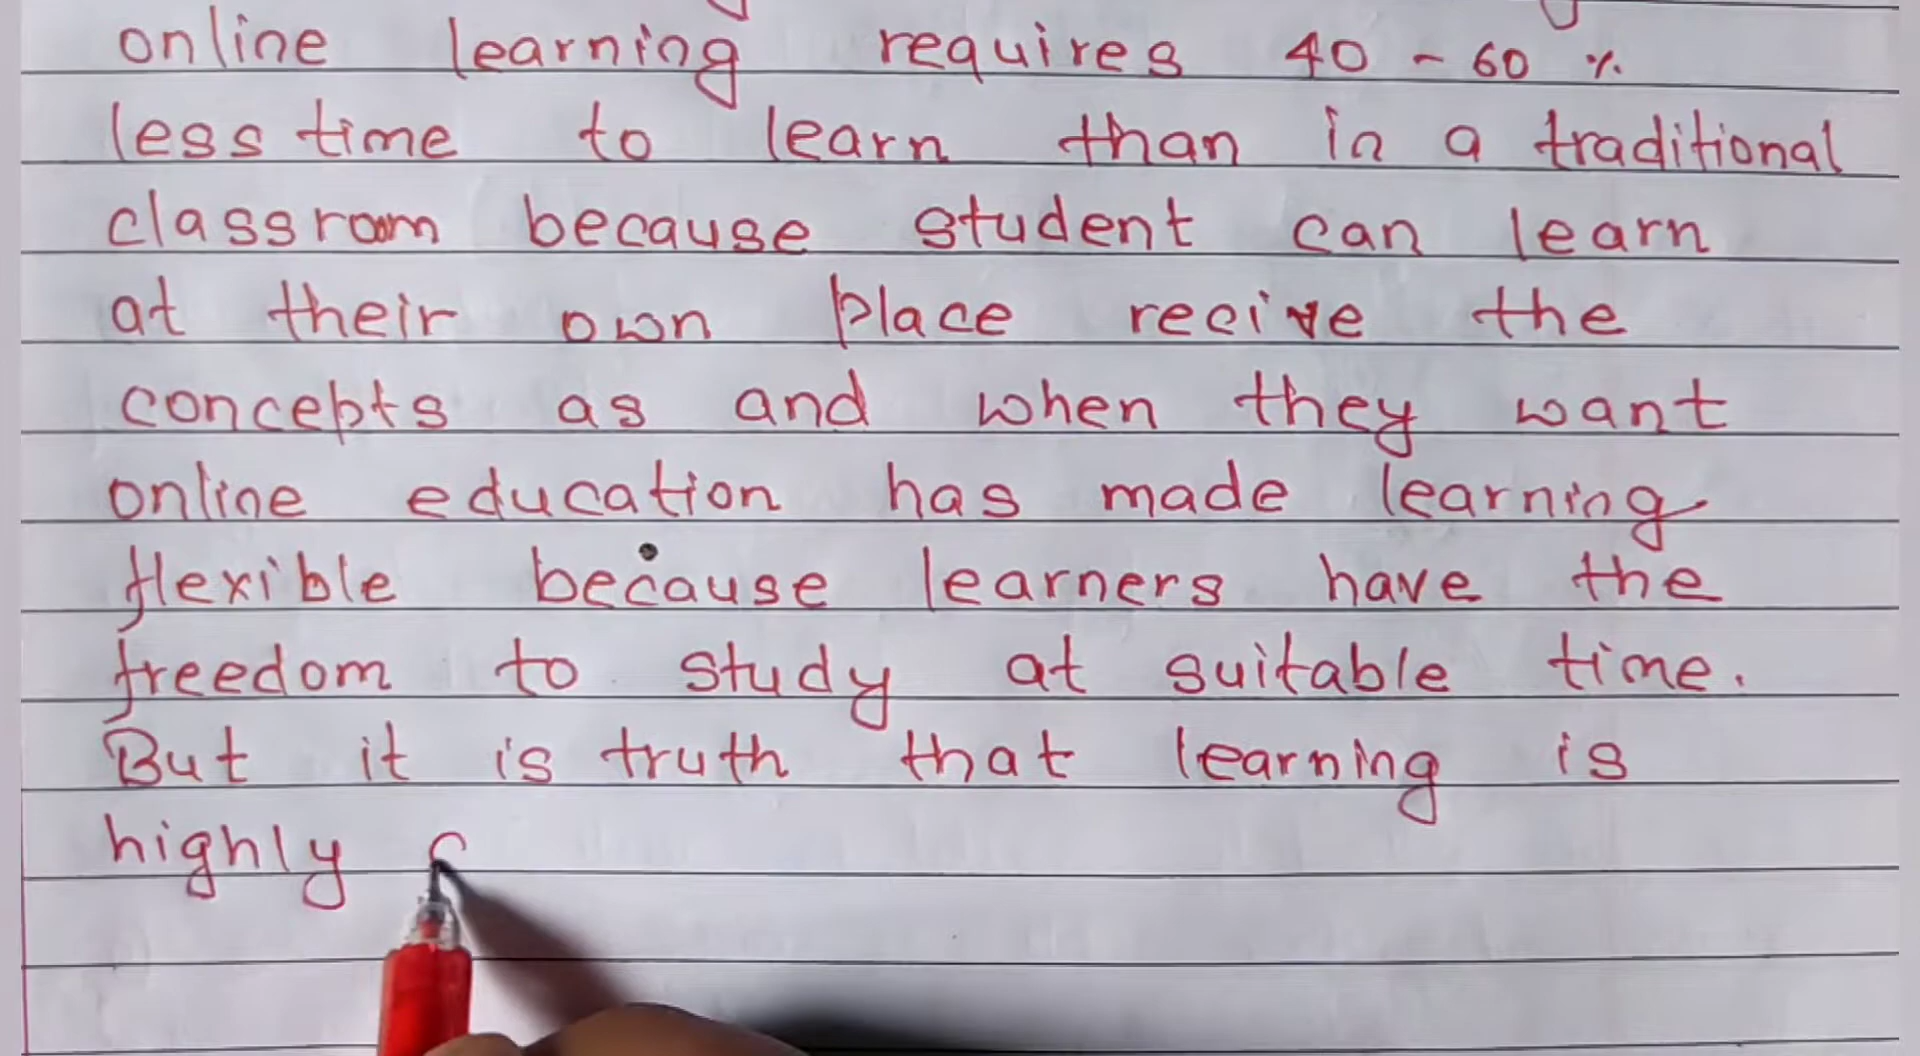 online learning requires 40 - 60 %
less time to learn than in a traditional
classroom because student can learn
at their own place recive the
concepts as and when they want
online education has made learning
flexible because learners have the
freedom to study at suitable time.
But it is truth that learning is
highly